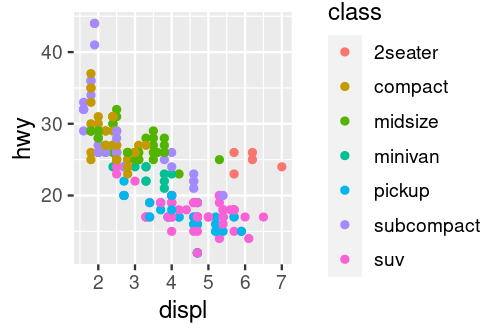 class
2seater
compact
midsize
minivan
pickup
subcompact
suv
hwy
40
30
20
2 3 4 5 6 7
displ